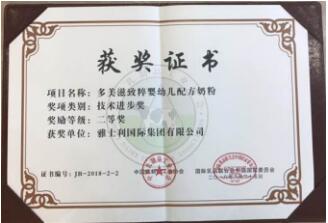 获奖证书
项目名称：多美滋致粹婴幼儿配方奶粉
奖项类别：技术进步奖
奖励等级：二等奖
获奖单位：雅士利国际集团有限公司
证书编号：JB-2018-2-2